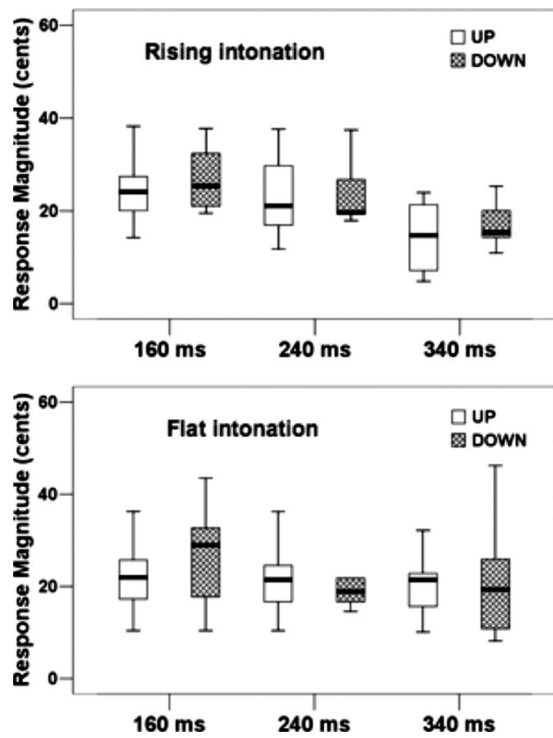 60
UP
Rising intonation
DOWN
40
20
0
Response Magnitude (cents)
160 ms 240 ms 340 ms
60
UP
Flat intonation
DOWN
40
20
0
Response Magnitude (cents)
160 ms 240 ms 340 ms